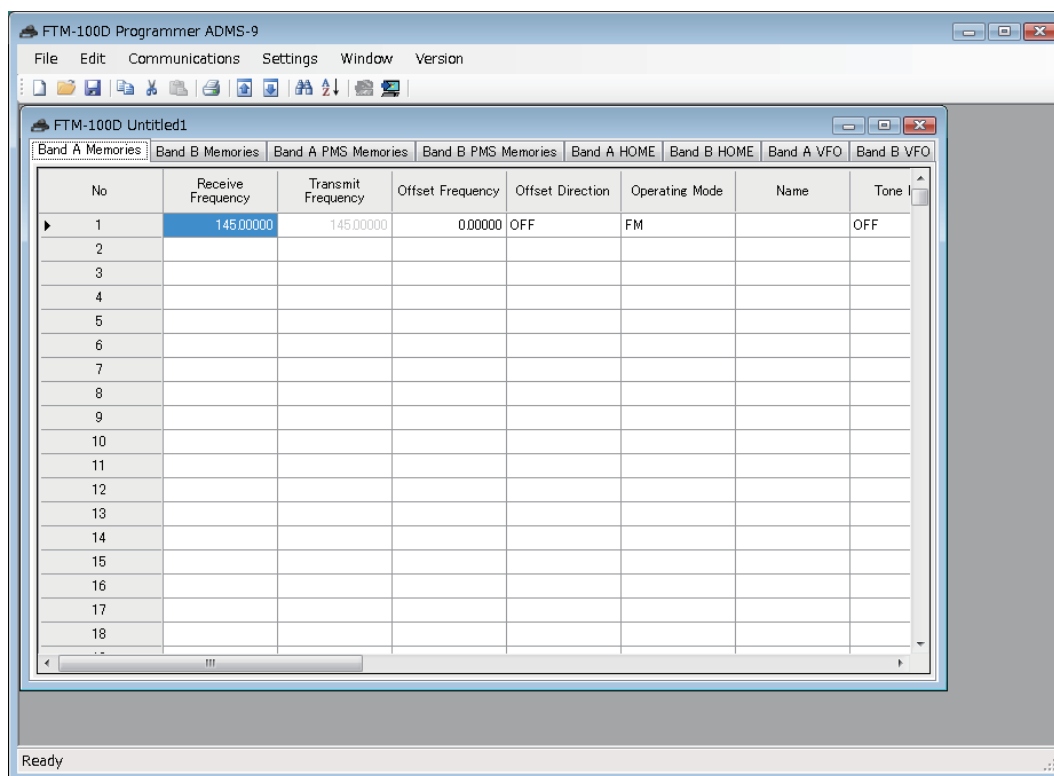 FTM-100D Programmer ADMS-9
File Edit Communications Settings Window Version
FTM-100D Untitled1
Band A Memories Band B Memories Band A PMS Memories Band B PMS Memories Band A HOME Band B HOME Band A VFO Band B VFO
No Receive Frequency Transmit Frequency Offset Frequency Offset Direction Operating Mode Name Tone
1 145.00000 145.00000 0.00000 OFF FM OFF
2
3
4
5
6
7
8
9
10
11
12
13
14
15
16
17
18
Ready